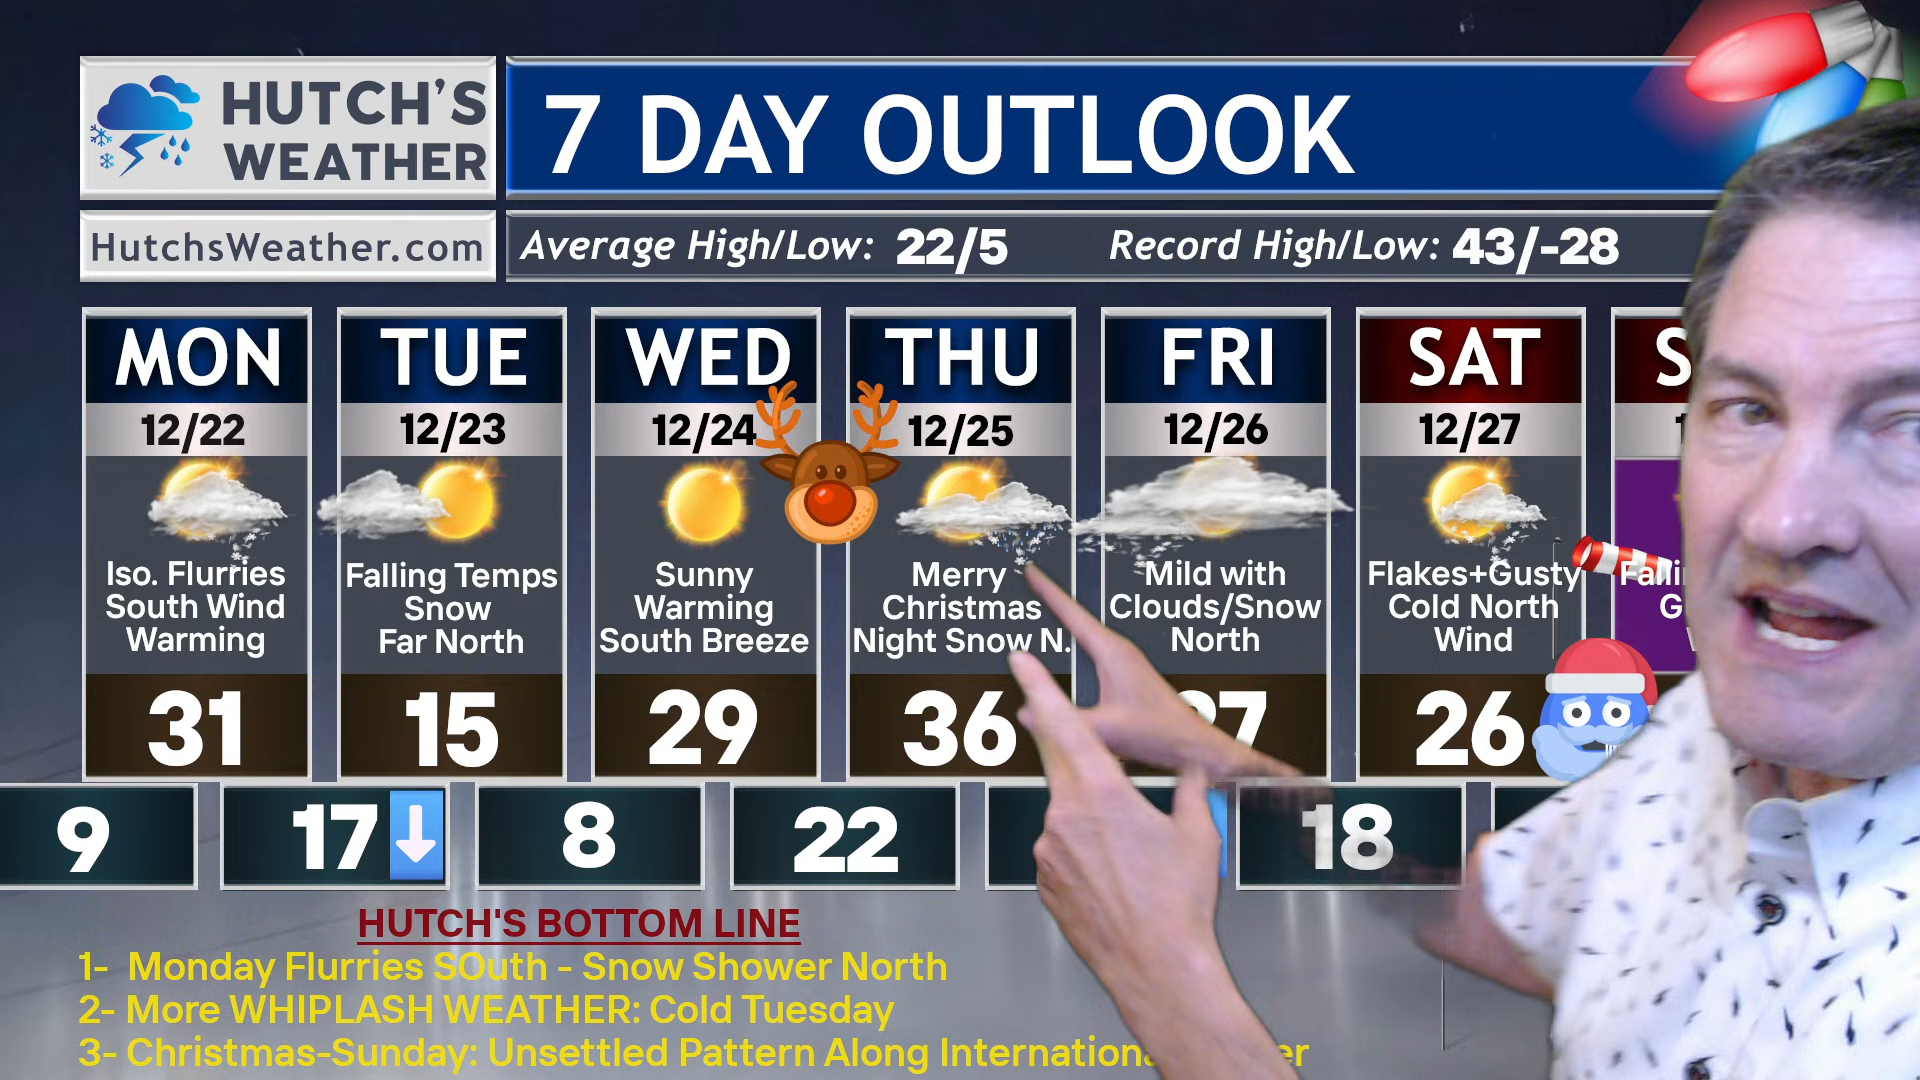 HUTCH'S
WEATHER
7 DAY OUTLOOK
HutchsWeather.com
Average High/Low: 22/5
Record High/Low: 43/-28
MON
12/22
Iso. Flurries
South Wind
Warming
31
TUE
12/23
Falling Temps
Snow
Far North
15
WED
12/24
Sunny
Warming
South Breeze
29
THU
12/25
Merry
Christmas
Night Snow N.
36
FRI
12/26
Mild with
Clouds/Snow
North
SAT
12/27
Flakes+Gusty
Cold North
Wind
26
9
17
8
22
18
HUTCH'S BOTTOM LINE
1- Monday Flurries SOuth - Snow Shower North
2- More WHIPLASH WEATHER: Cold Tuesday
3- Christmas-Sunday: Unsettled Pattern Along